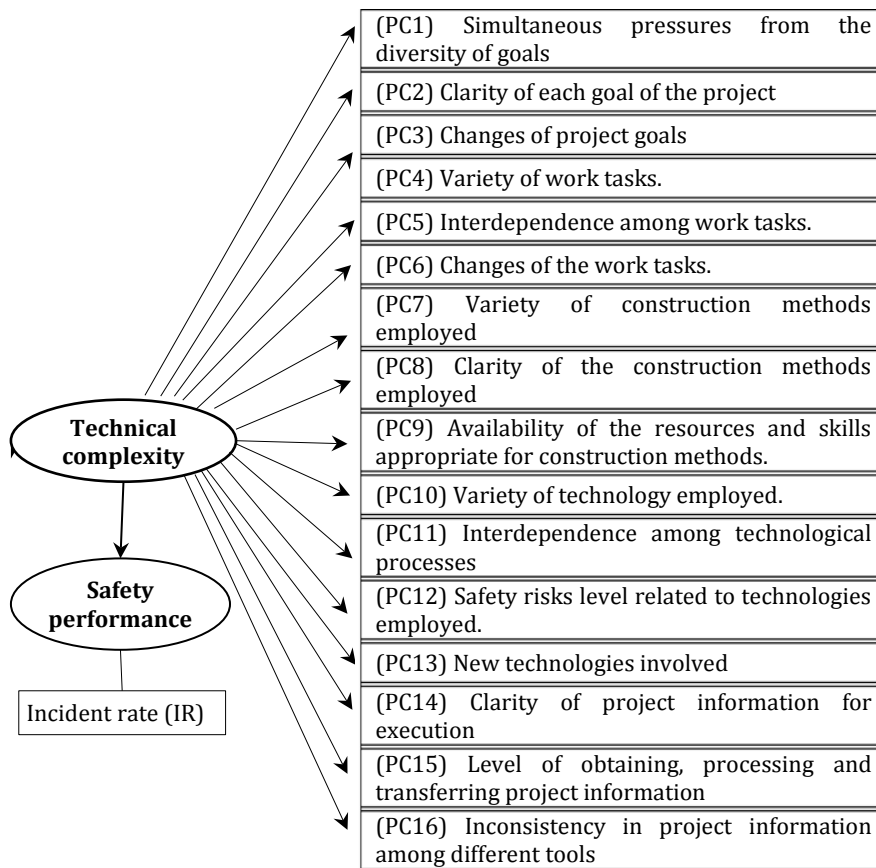 (PC1) Simultaneous pressures from the
diversity of goals
(PC2) Clarity of each goal of the project
(PC3) Changes of project goals
(PC4) Variety of work tasks.
(PC5) Interdependence among work tasks.
(PC6) Changes of the work tasks.
(PC7) Variety of construction methods
employed
(PC8) Clarity of the construction methods
employed
(PC9) Availability of the resources and skills
appropriate for construction methods.
(PC10) Variety of technology employed.
(PC11) Interdependence among technological
processes
(PC12) Safety risks level related to technologies
employed.
(PC13) New technologies involved
(PC14) Clarity of project information for
execution
(PC15) Level of obtaining, processing and
transferring project information
(PC16) Inconsistency in project information
among different tools
Technical
complexity
Safety
performance
Incident rate (IR)